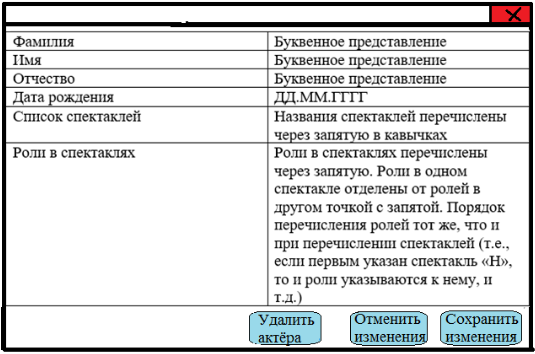 Фамилия Буквенное представление
Имя Буквенное представление
Отчество Буквенное представление
Дата рождения ДД.ММ.ГГГГ
Список спектаклей Названия спектаклей перечислены
через запятую в кавычках
Роли в спектаклях Роли в спектаклях перечислены
через запятую. Роли в одном
спектакле отделены от ролей в
другом точкой с запятой. Порядок
перечисления ролей тот же, что и
при перечислении спектаклей (т.е.,
если первым указан спектакль «Н»,
то и роли указываются к нему, и
т.д.)
Удалить
актёра
Отменить
изменения
Сохранить
изменения